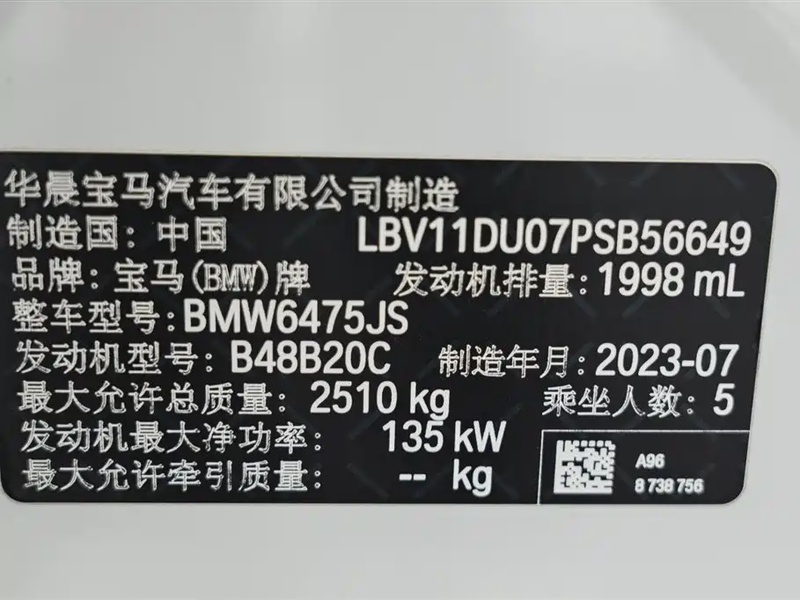 华晨宝马汽车有限公司制造
制造国：中国 LBV11DU07PSB56649
品牌：宝马(BMW)牌 发动机排量：1998 mL
整车型号：BMW6475JS
发动机型号：B48B20C 制造年月：2023-07
最大允许总质量：2510 kg 乘坐人数：5
发动机最大净功率：135 kW
最大允许牵引质量：-- kg
A96
8 738 756